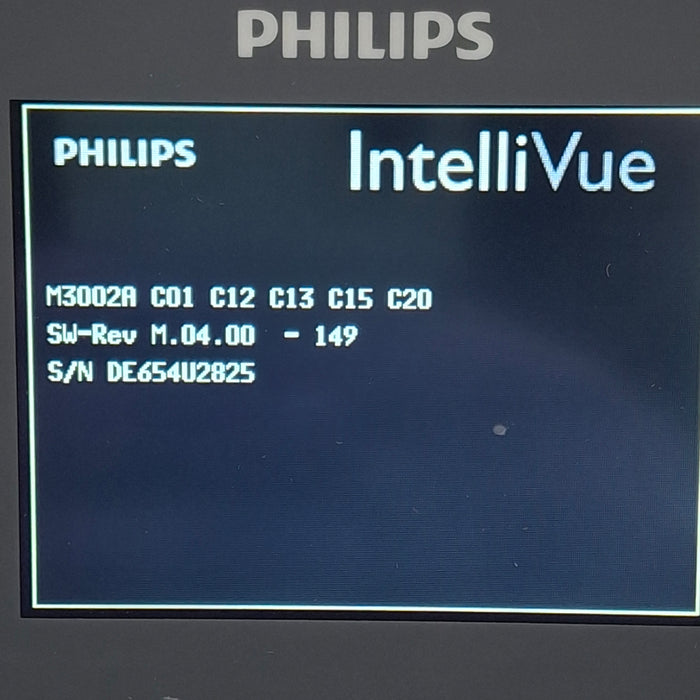 PHILIPS
PHILIPS IntelliVue
M3002A C01 C12 C13 C15 C20
SW-Rev M.04.00 - 149
S/N DE654U2825